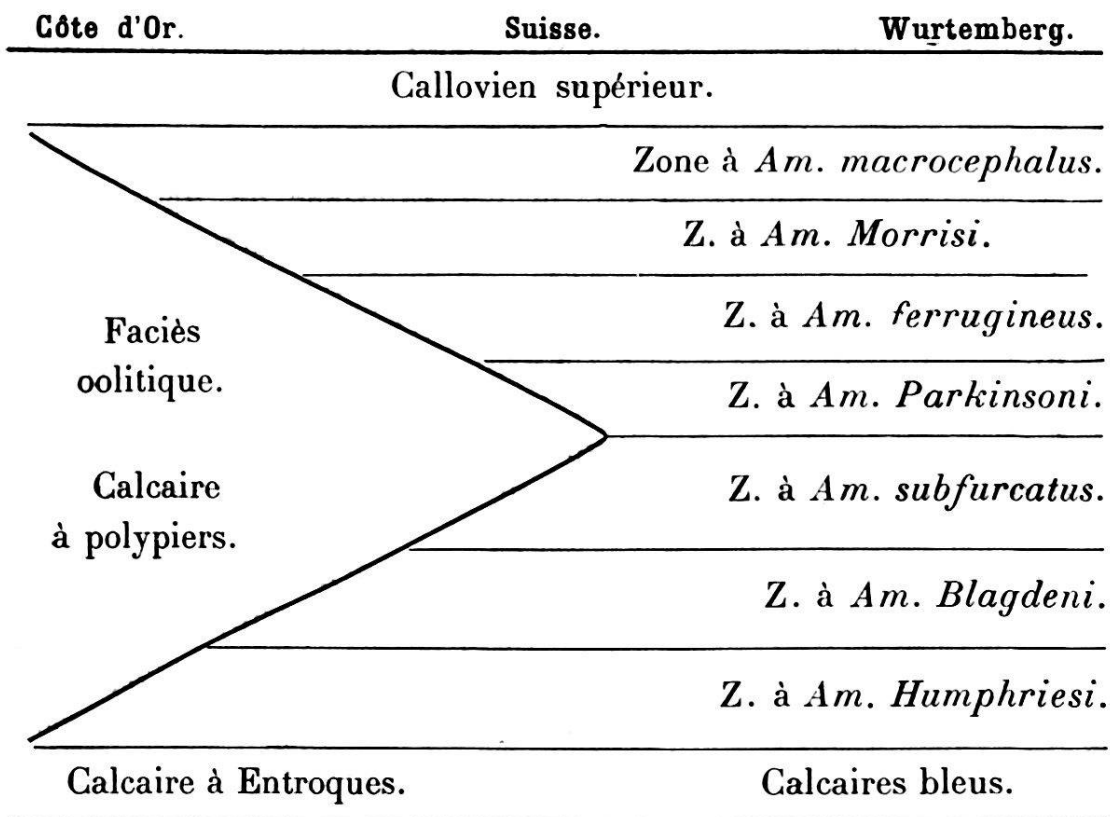 Côte d'Or. Suisse. Wurtemberg.
Callovien supérieur.
Zone à Am. macrocephalus.
Z. à Am. Morrisi.
Z. à Am. ferrugineus.
Faciès
oolitique.
Z. à Am. Parkinsoni.
Calcaire
à polypiers.
Z. à Am. subfurcatus.
Z. à Am. Blagdeni.
Z. à Am. Humphriesi.
Calcaire à Entroques. Calcaires bleus.